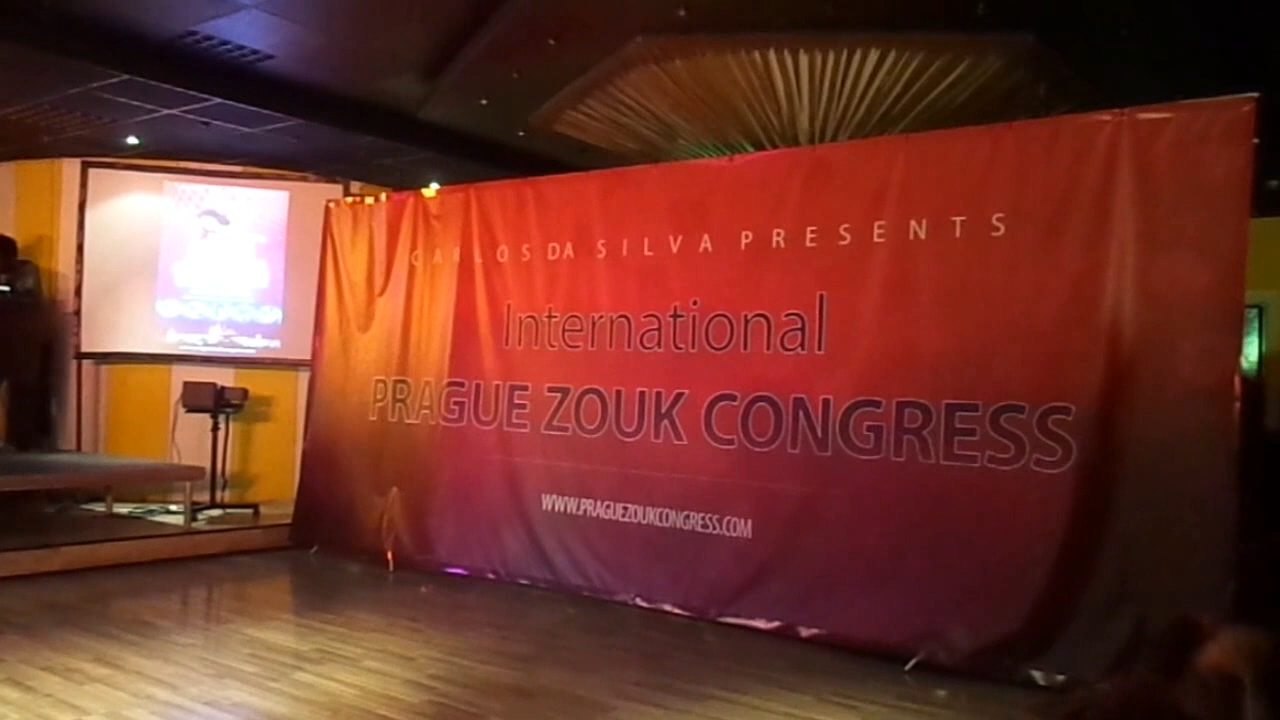 CARLOS DA SILVA PRESENTS
International
PRAGUE ZOUK CONGRESS
WWW.PRAGUEZOUKCONGRESS.COM